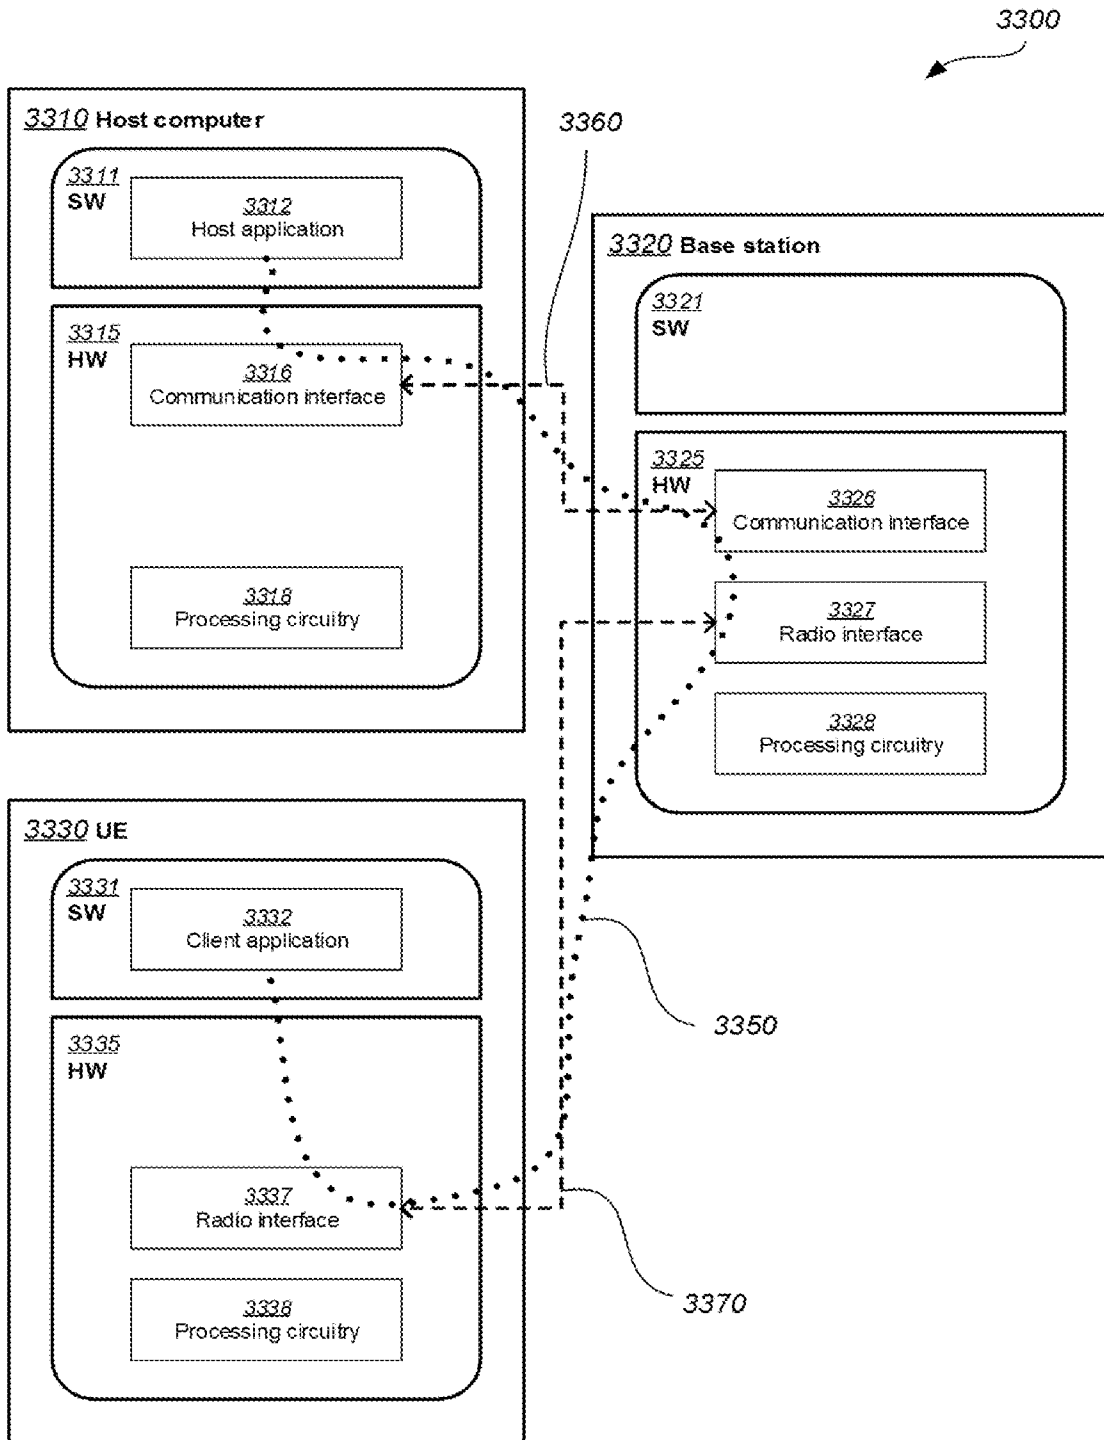 3300
3310 Host computer
3311
SW
3312
Host application
3315
HW
3316
Communication interface
3318
Processing circuitry
3360
3320 Base station
3321
SW
3325
HW
3326
Communication interface
3327
Radio interface
3328
Processing circuitry
3330 UE
3331
SW
3332
Client application
3335
HW
3337
Radio interface
3338
Processing circuitry
3350
3370